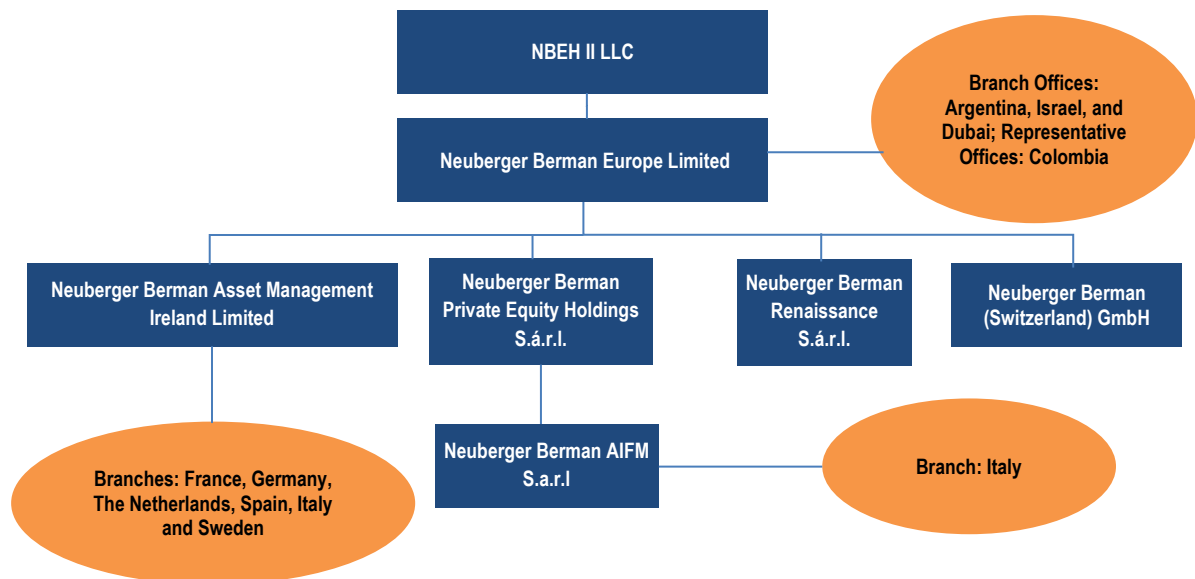 NBEH II LLC
Branch Offices:
Argentina, Israel, and
Dubai; Representative
Offices: Colombia
Neuberger Berman Europe Limited
Neuberger Berman Asset Management
Ireland Limited
Neuberger Berman
Private Equity Holdings
S.á.r.l.
Neuberger Berman
Renaissance
S.á.r.l.
Neuberger Berman
(Switzerland) GmbH
Neuberger Berman AIFM
S.a.r.l
Branch: Italy
Branches: France, Germany,
The Netherlands, Spain, Italy
and Sweden